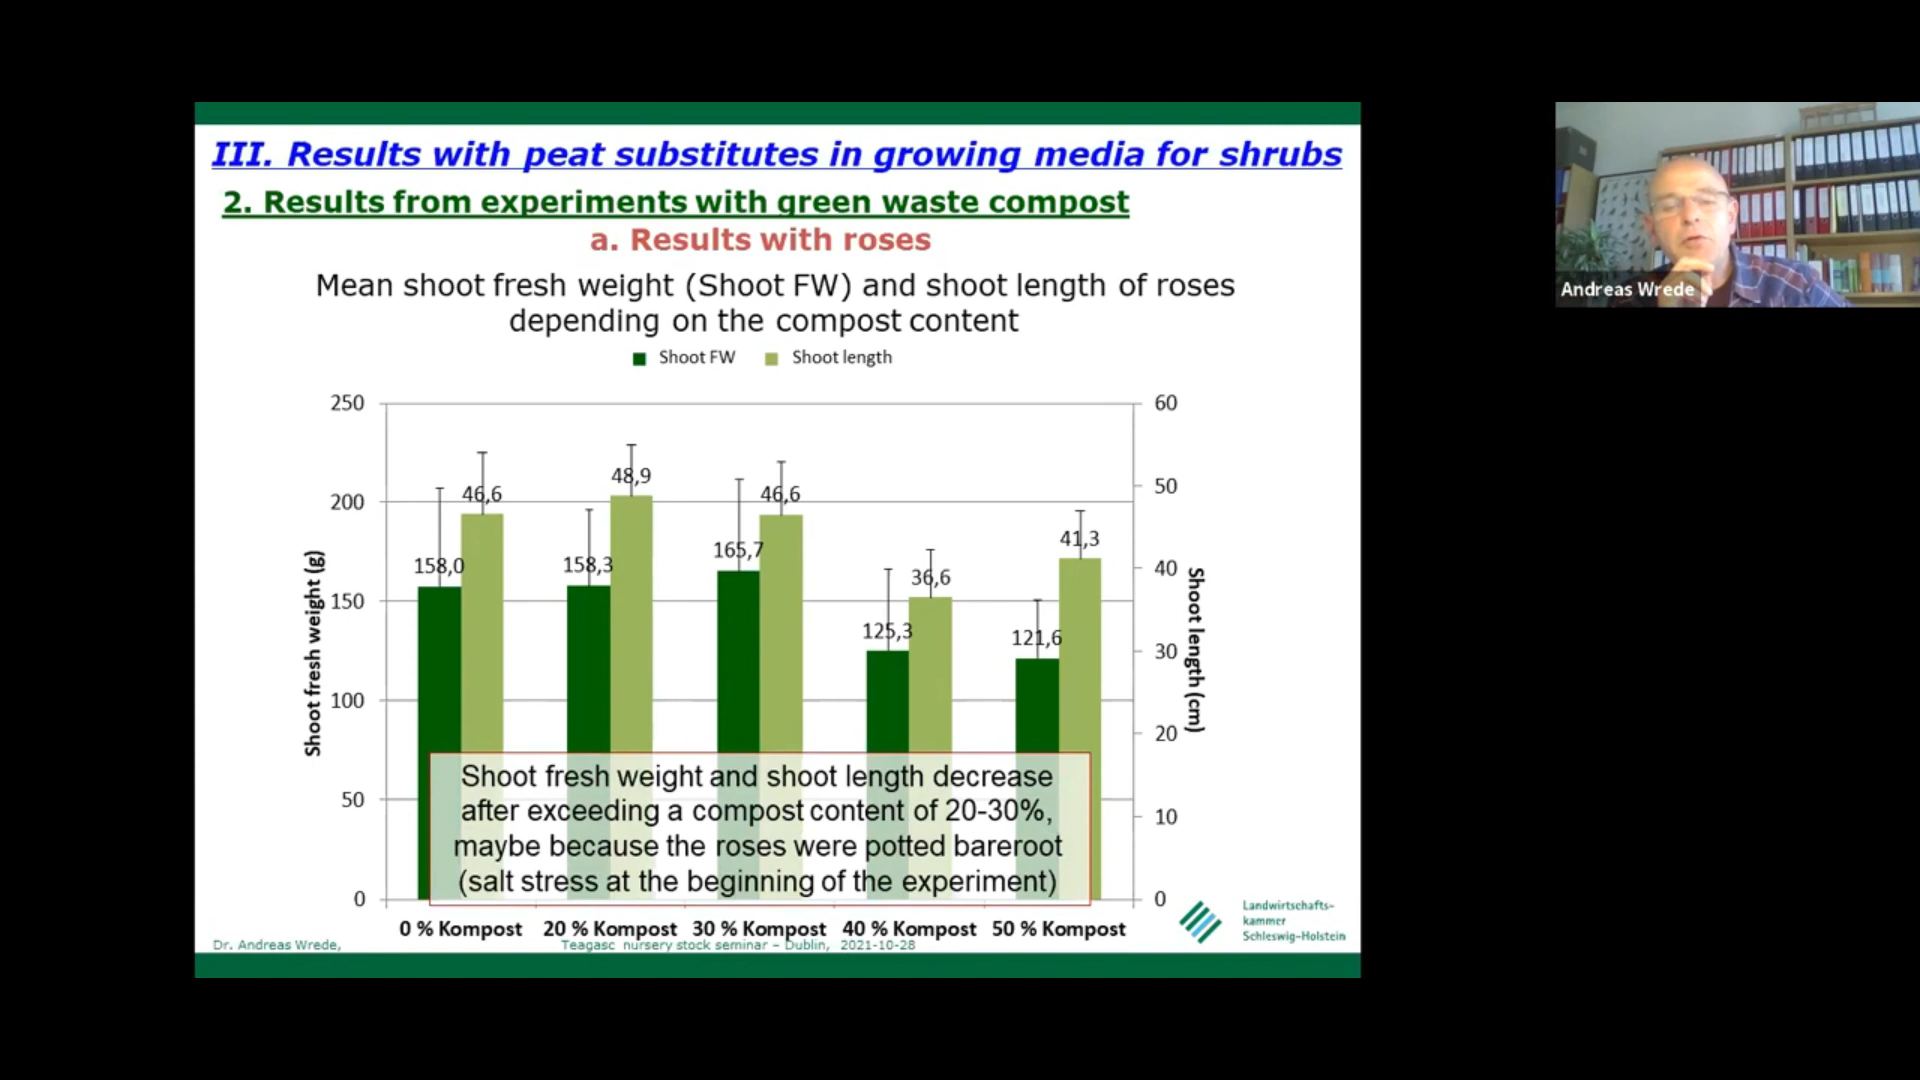 III. Results with peat substitutes in growing media for shrubs
2. Results from experiments with green waste compost
a. Results with roses
Mean shoot fresh weight (Shoot FW) and shoot length of roses
depending on the compost content
Shoot FW
Shoot length
Shoot fresh weight (g)
250
200
150
100
50
0
158,0
46,6
158,3
48,9
165,7
46,6
125,3
36,6
121,6
41,3
60
50
40
30
20
10
0
Shoot length (cm)
Shoot fresh weight and shoot length decrease
after exceeding a compost content of 20-30%,
maybe because the roses were potted bareroot
(salt stress at the beginning of the experiment)
0 % Kompost
20 % Kompost
30 % Kompost
40 % Kompost
50 % Kompost
Dr. Andreas Wrede,
Teagasc nursery stock seminar – Dublin, 2021-10-28
Landwirtschafts-
kammer
Schleswig-Holstein
Andreas Wrede